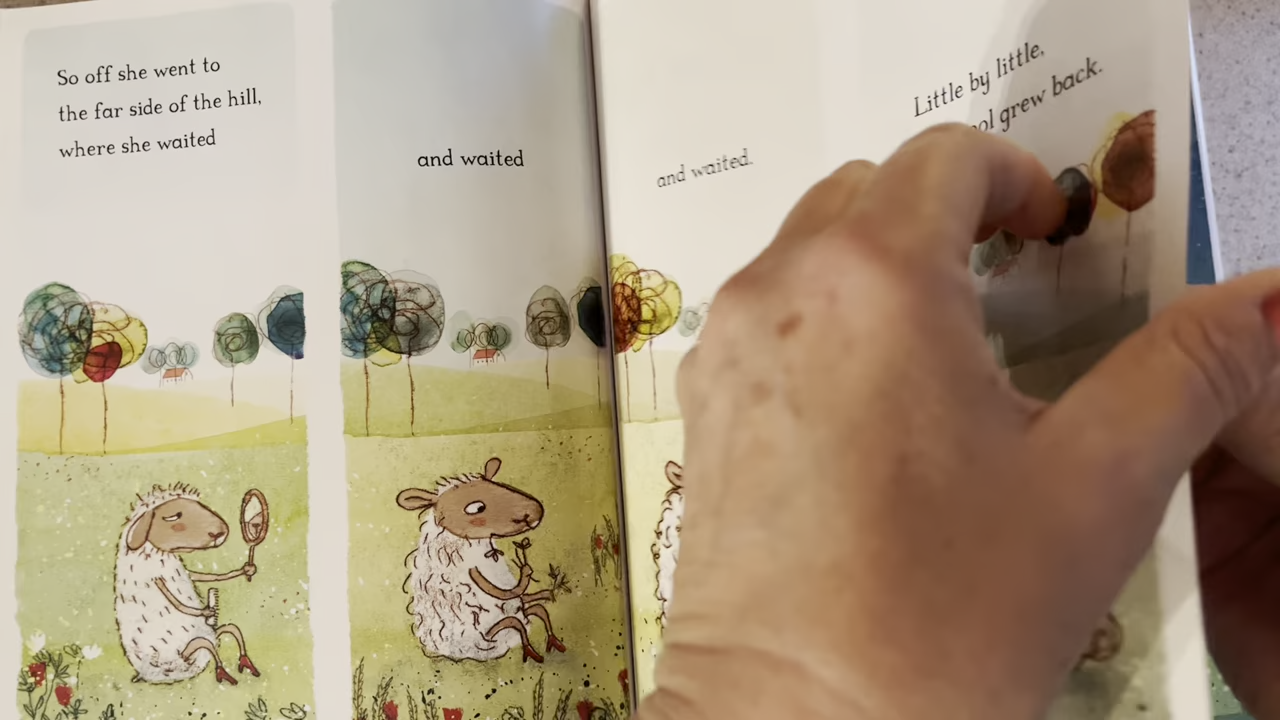 So off she went to
the far side of the hill,
where she waited
and waited
and waited.
Little by little,
grew back.